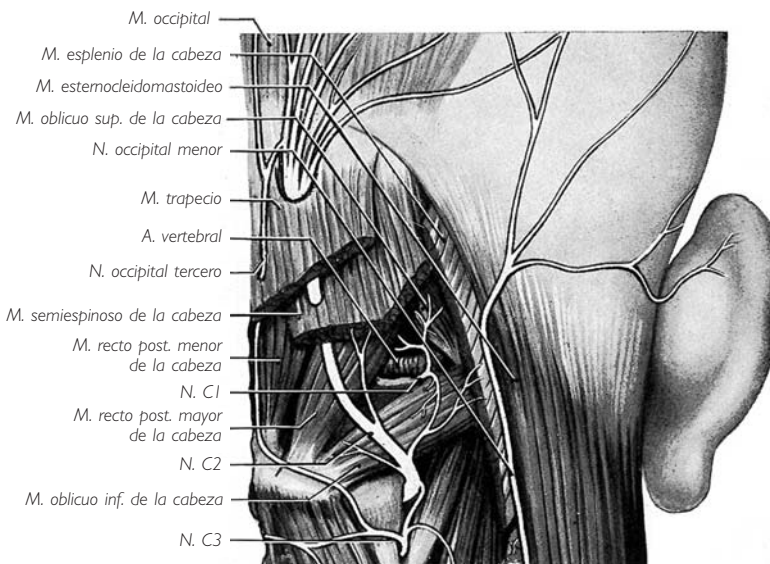 M. occipital
M. esplenio de la cabeza
M. esternocleidomastoideo
M. oblicuo sup. de la cabeza
N. occipital menor
M. trapecio
A. vertebral
N. occipital tercero
M. semiespinoso de la cabeza
M. recto post. menor
de la cabeza
N. C1
M. recto post. mayor
de la cabeza
N. C2
M. oblicuo inf. de la cabeza
N. C3